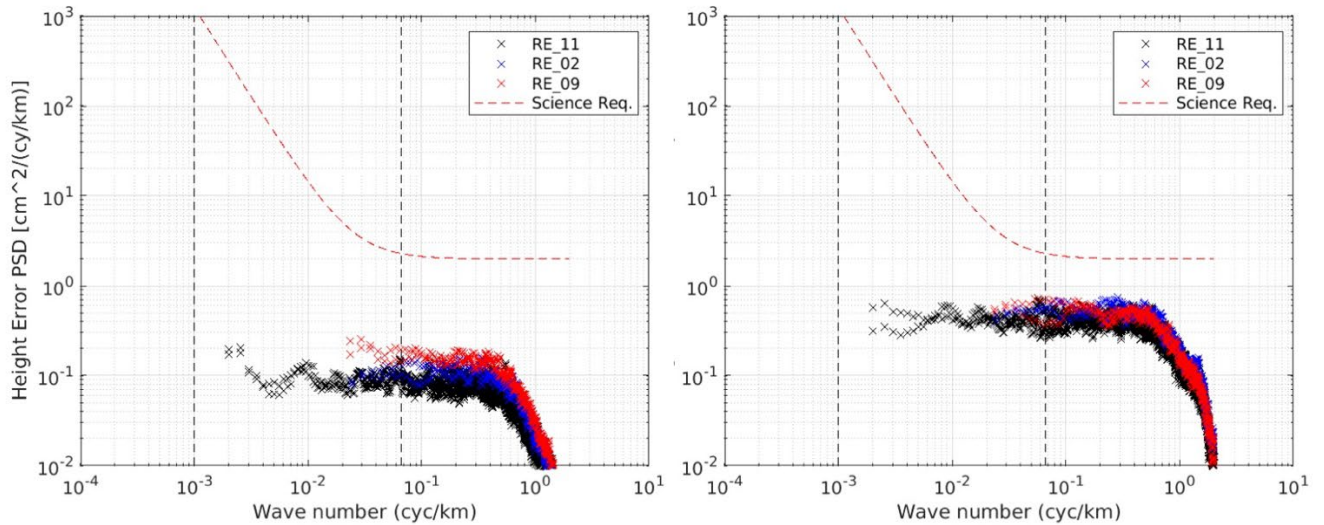 Height Error PSD [cm^2/(cy/km)]
10^3
10^2
10^1
10^0
10^-1
10^-2
RE_11
RE_02
RE_09
Science Req.
10^-4
10^-3
10^-2
10^-1
10^0
10^1
Wave number (cyc/km)
10^3
10^2
10^1
10^0
10^-1
10^-2
RE_11
RE_02
RE_09
Science Req.
10^-4
10^-3
10^-2
10^-1
10^0
10^1
Wave number (cyc/km)